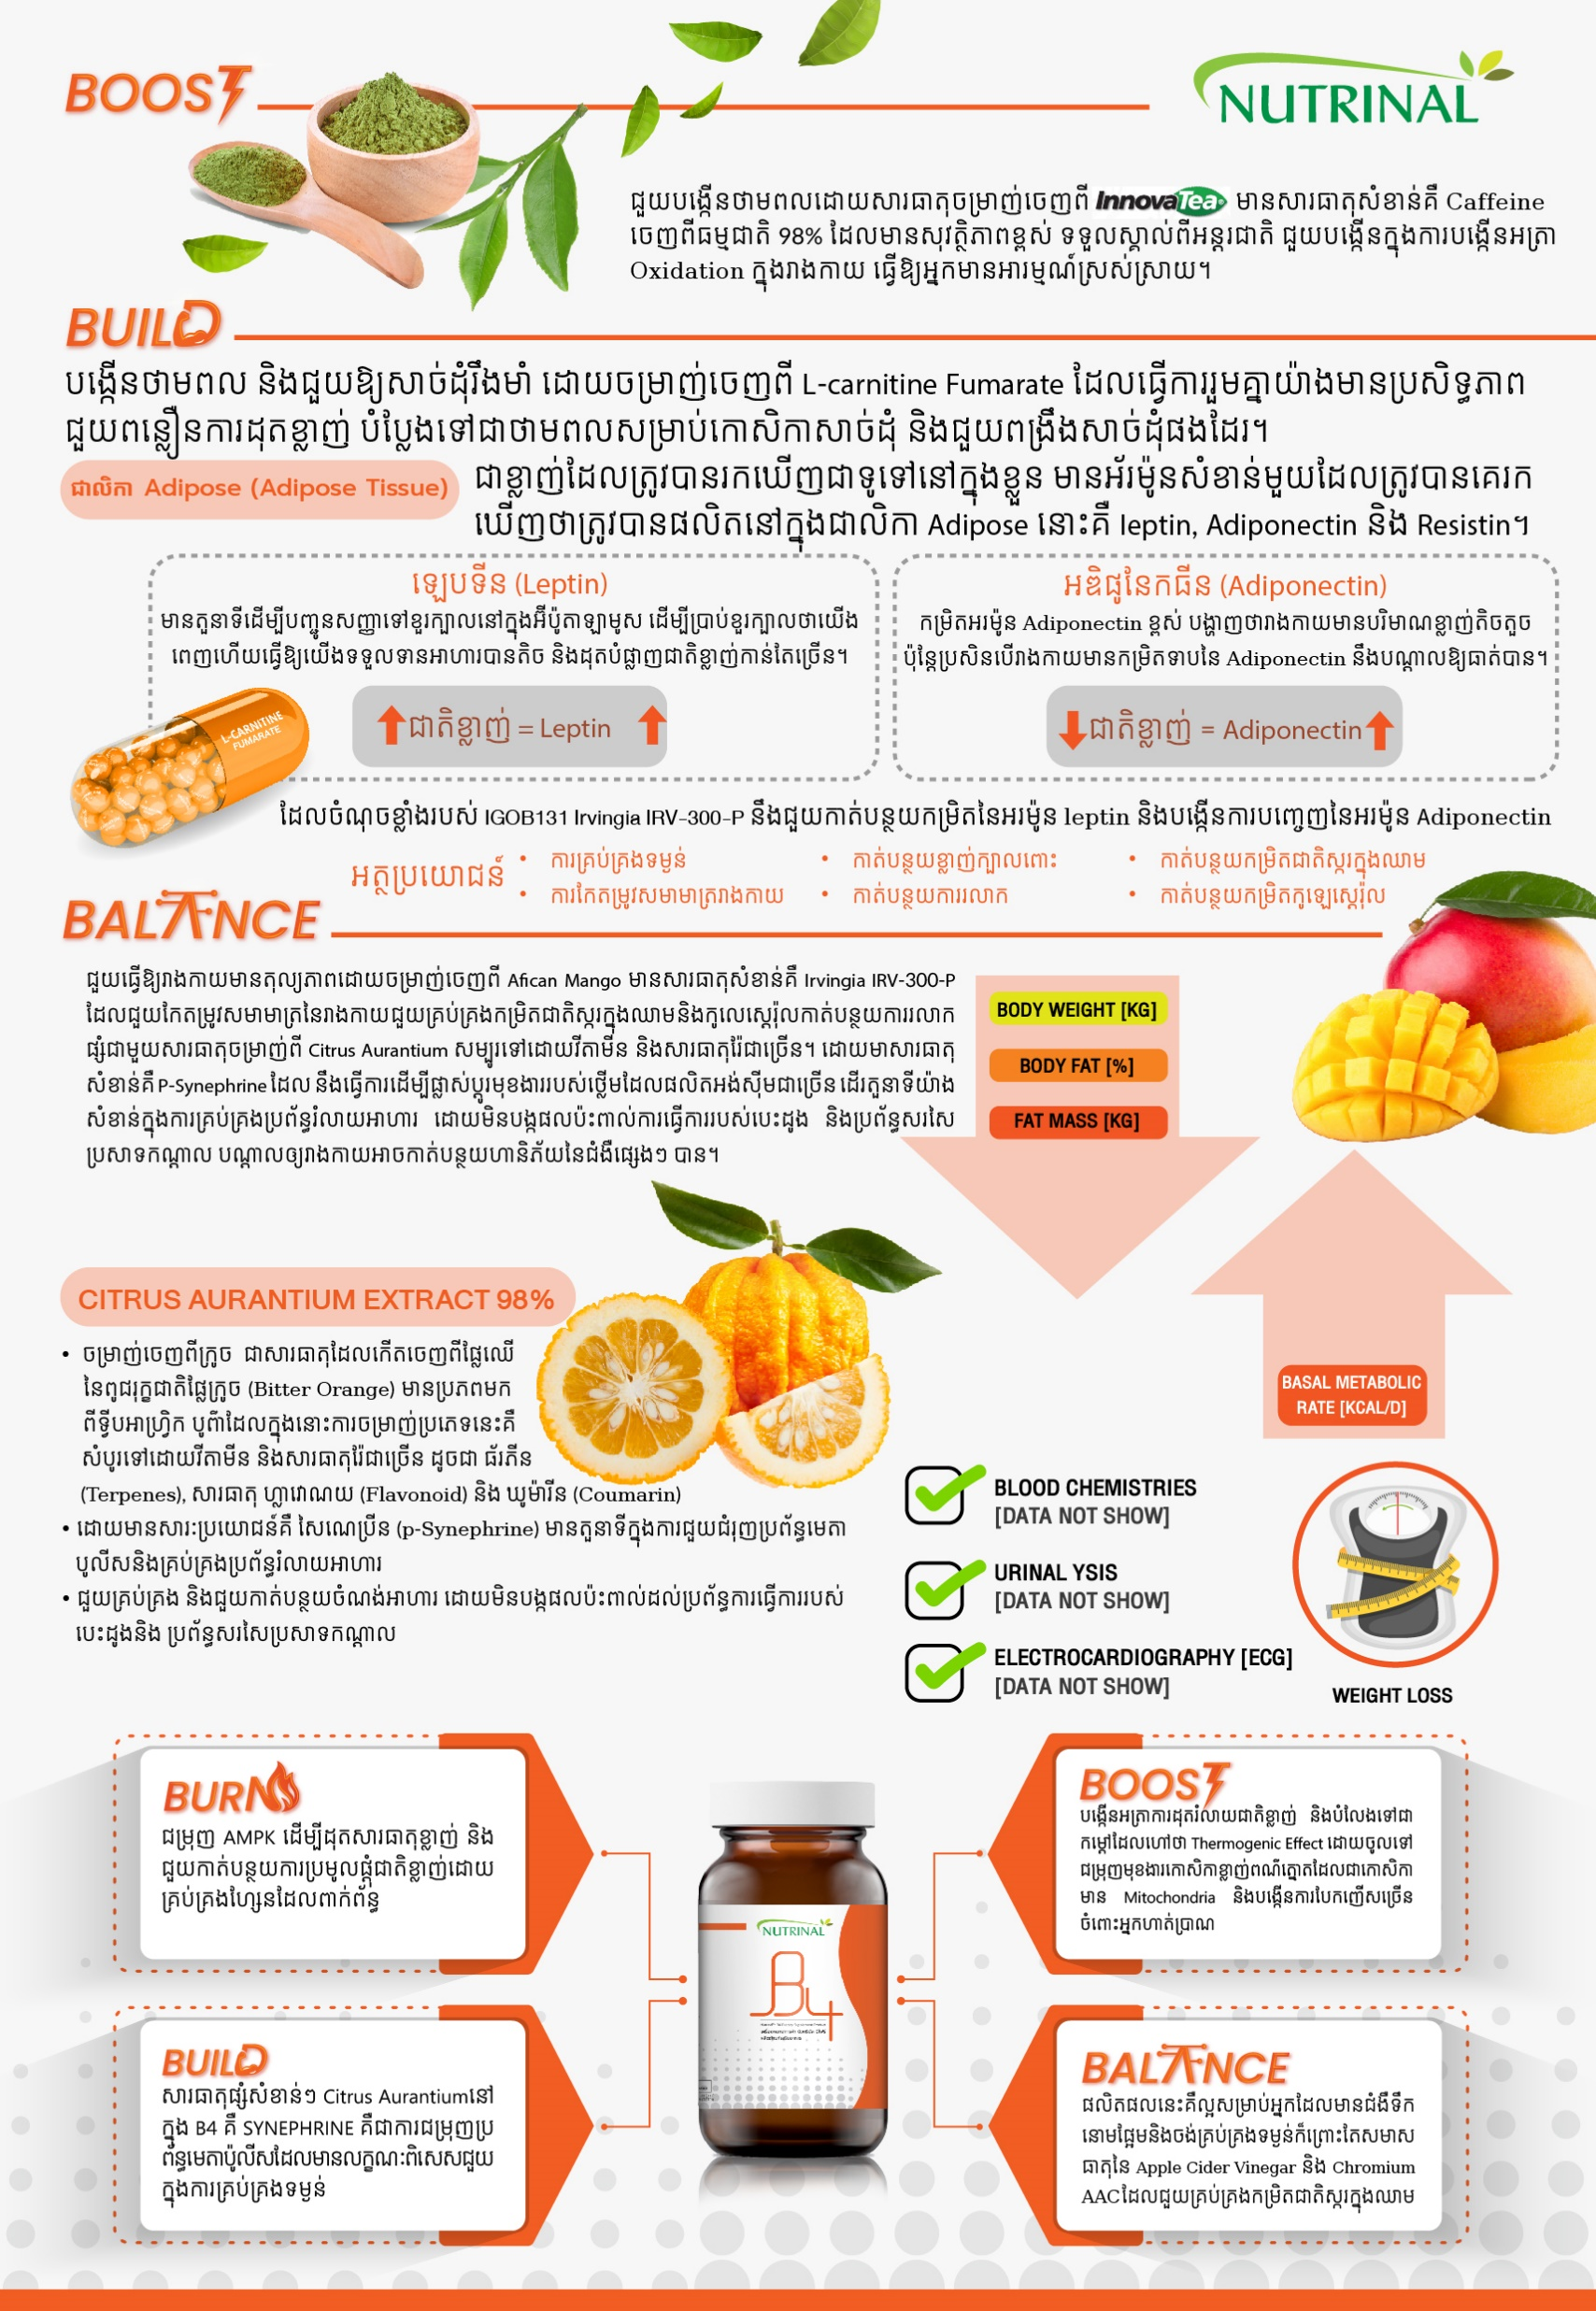 BOOST
NUTRINAL
ជួយបង្កើនថាមពលដោយសារធាតុចម្រាញ់ចេញពី InnovaTea មានសារធាតុសំខាន់គឺ Caffeine
ចេញពីធម្មជាតិ 98% ដែលមានសុវត្ថិភាពខ្ពស់ ទទួលស្គាល់ពីអន្តរជាតិ ជួយបង្កើនក្នុងការបង្កើនអត្រា
Oxidation ក្នុងរាងកាយ ធ្វើឱ្យអ្នកមានអារម្មណ៍ស្រស់ស្រាយ។
BUILD
បង្កើនថាមពល និងជួយឱ្យសាច់ដុំរឹងមាំ ដោយចម្រាញ់ចេញពី L-carnitine Fumarate ដែលធ្វើការរួមគ្នាយ៉ាងមានប្រសិទ្ធភាព
ជួយពន្លឿនការដុតខ្លាញ់ បំប្លែងទៅជាថាមពលសម្រាប់កោសិកាសាច់ដុំ និងជួយពង្រឹងសាច់ដុំផងដែរ។
ជាលិកា Adipose (Adipose Tissue)
ជាខ្លាញ់ដែលត្រូវបានរកឃើញជាទូទៅនៅក្នុងខ្លួន មានអ័រម៉ូនសំខាន់មួយដែលត្រូវបានគេរក
ឃើញថាត្រូវបានផលិតនៅក្នុងជាលិកា Adipose នោះគឺ leptin, Adiponectin និង Resistin។
ឡេបទីន (Leptin)
មានតួនាទីដើម្បីបញ្ជូនសញ្ញាទៅខួរក្បាលនៅក្នុងអ៊ីប៉ូតាឡាមូស ដើម្បីប្រាប់ខួរក្បាលថាយើង
ពេញហើយធ្វើឱ្យយើងទទួលទានអាហារបានតិច និងដុតបំផ្លាញជាតិខ្លាញ់កាន់តែច្រើន។
ជាតិខ្លាញ់ = Leptin
អឌិផូនែកធីន (Adiponectin)
កម្រិតអរម៉ូន Adiponectin ខ្ពស់ បង្ហាញថារាងកាយមានបរិមាណខ្លាញ់តិចតួច
ប៉ុន្តែប្រសិនបើរាងកាយមានកម្រិតទាបនៃ Adiponectin នឹងបណ្តាលឱ្យធាត់បាន។
ជាតិខ្លាញ់ = Adiponectin
L-CARNITINE
FUMARATE
ដែលចំណុចខ្លាំងរបស់ IGOB131 Irvingia IRV-300-P នឹងជួយកាត់បន្ថយកម្រិតនៃអរម៉ូន leptin និងបង្កើនការបញ្ចេញនៃអរម៉ូន Adiponectin
អត្ថប្រយោជន៍
• ការគ្រប់គ្រងទម្ងន់
• កាត់បន្ថយខ្លាញ់ក្បាលពោះ
• កាត់បន្ថយកម្រិតជាតិស្ករក្នុងឈាម
• ការកែតម្រូវសមាមាត្ររាងកាយ
• កាត់បន្ថយការរលាក
• កាត់បន្ថយកម្រិតកូឡេស្តេរ៉ុល
BALANCE
ជួយធ្វើឱ្យរាងកាយមានតុល្យភាពដោយចម្រាញ់ចេញពី Afican Mango មានសារធាតុសំខាន់គឺ Irvingia IRV-300-P
ដែលជួយកែតម្រូវសមាមាត្រនៃរាងកាយជួយគ្រប់គ្រងកម្រិតជាតិស្ករក្នុងឈាមនិងកូលេស្តេរ៉ុលកាត់បន្ថយការរលាក
ផ្សំជាមួយសារធាតុចម្រាញ់ពី Citrus Aurantium សម្បូរទៅដោយវីតាមីន និងសារធាតុរ៉ែជាច្រើន។ ដោយមាសារធាតុ
សំខាន់គឺ P-Synephrine ដែល នឹងធ្វើការដើម្បីផ្លាស់ប្តូរមុខងាររបស់ថ្លើមដែលផលិតអង់ស៊ីមជាច្រើន ដើរតួនាទីយ៉ាង
សំខាន់ក្នុងការគ្រប់គ្រងប្រព័ន្ធរំលាយអាហារ ដោយមិនបង្កផលប៉ះពាល់ការធ្វើការរបស់បេះដូង និងប្រព័ន្ធសរសៃ
ប្រសាទកណ្តាល បណ្តាលឲ្យរាងកាយអាចកាត់បន្ថយហានិភ័យនៃជំងឺផ្សេងៗ បាន។
BODY WEIGHT [KG]
BODY FAT [%]
FAT MASS [KG]
BASAL METABOLIC
RATE [KCAL/D]
CITRUS AURANTIUM EXTRACT 98%
• ចម្រាញ់ចេញពីក្រូច ជាសារធាតុដែលកើតចេញពីផ្លែឈើ
នៃពូជរុក្ខជាតិផ្លែក្រូច (Bitter Orange) មានប្រភពមក
ពីទ្វីបអាហ្វ្រិក បូព៌ាដែលក្នុងនោះការចម្រាញ់ប្រភេទនេះគឺ
សំបូរទៅដោយវីតាមីន និងសារធាតុរ៉ែជាច្រើន ដូចជា ធ័រភីន
(Terpenes), សារធាតុ ហ្លាវោណយ (Flavonoid) និង ឃូម៉ារីន (Coumarin)
• ដោយមានសារៈប្រយោជន៍គឺ សៃណេប្រីន (p-Synephrine) មានតួនាទីក្នុងការជួយជំរុញប្រព័ន្ធមេតា
បូលីសនិងគ្រប់គ្រងប្រព័ន្ធរំលាយអាហារ
• ជួយគ្រប់គ្រង និងជួយកាត់បន្ថយចំណង់អាហារ ដោយមិនបង្កផលប៉ះពាល់ដល់ប្រព័ន្ធការធ្វើការរបស់
បេះដូងនិង ប្រព័ន្ធសរសៃប្រសាទកណ្តាល
BLOOD CHEMISTRIES
[DATA NOT SHOW]
URINAL YSIS
[DATA NOT SHOW]
ELECTROCARDIOGRAPHY [ECG]
[DATA NOT SHOW]
WEIGHT LOSS
BURN
ជម្រុញ AMPK ដើម្បីដុតសារធាតុខ្លាញ់ និង
ជួយកាត់បន្ថយការប្រមូលផ្តុំជាតិខ្លាញ់ដោយ
គ្រប់គ្រងហ្សែនដែលពាក់ព័ន្ធ
BOOST
បង្កើនអត្រាការដុតរំលាយជាតិខ្លាញ់ និងបំលែងទៅជា
កម្តៅដែលហៅថា Thermogenic Effect ដោយចូលទៅ
ជម្រុញមុខងារកោសិកាខ្លាញ់ពណ៌ត្នោតដែលជាកោសិកា
មាន Mitochondria និងបង្កើនការបែកញើសច្រើន
ចំពោះអ្នកហាត់ប្រាណ
NUTRINAL
B4
BUILD
សារធាតុផ្សំសំខាន់ៗ Citrus Aurantiumនៅ
ក្នុង B4 គឺ SYNEPHRINE គឺជាការជម្រុញប្រ
ព័ន្ធមេតាប៉ូលីសដែលមានលក្ខណៈពិសេសជួយ
ក្នុងការគ្រប់គ្រងទម្ងន់
BALANCE
ផលិតផលនេះគឺល្អសម្រាប់អ្នកដែលមានជំងឺទឹក
នោមផ្អែមនិងចង់គ្រប់គ្រងទម្ងន់ក៏ព្រោះតែសមាស
ធាតុនៃ Apple Cider Vinegar និង Chromium
AACដែលជួយគ្រប់គ្រងកម្រិតជាតិស្ករក្នុងឈាម